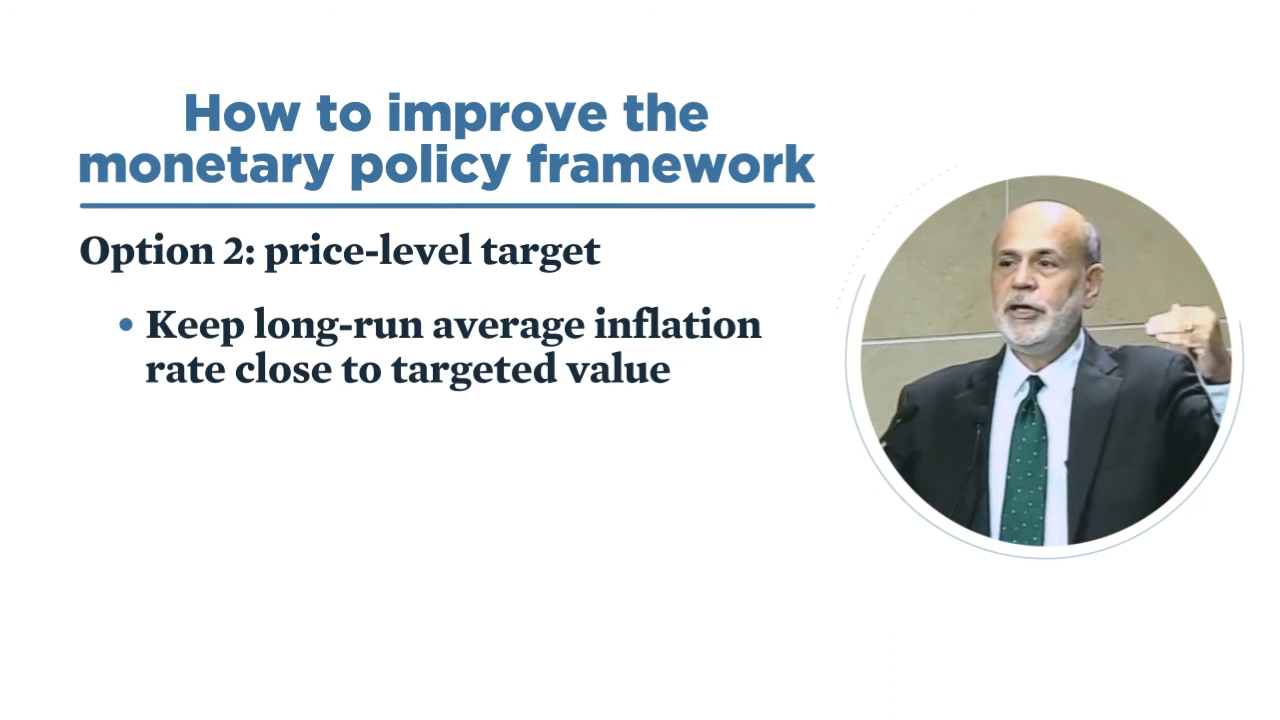 How to improve the
monetary policy framework
Option 2: price-level target
• Keep long-run average inflation
rate close to targeted value